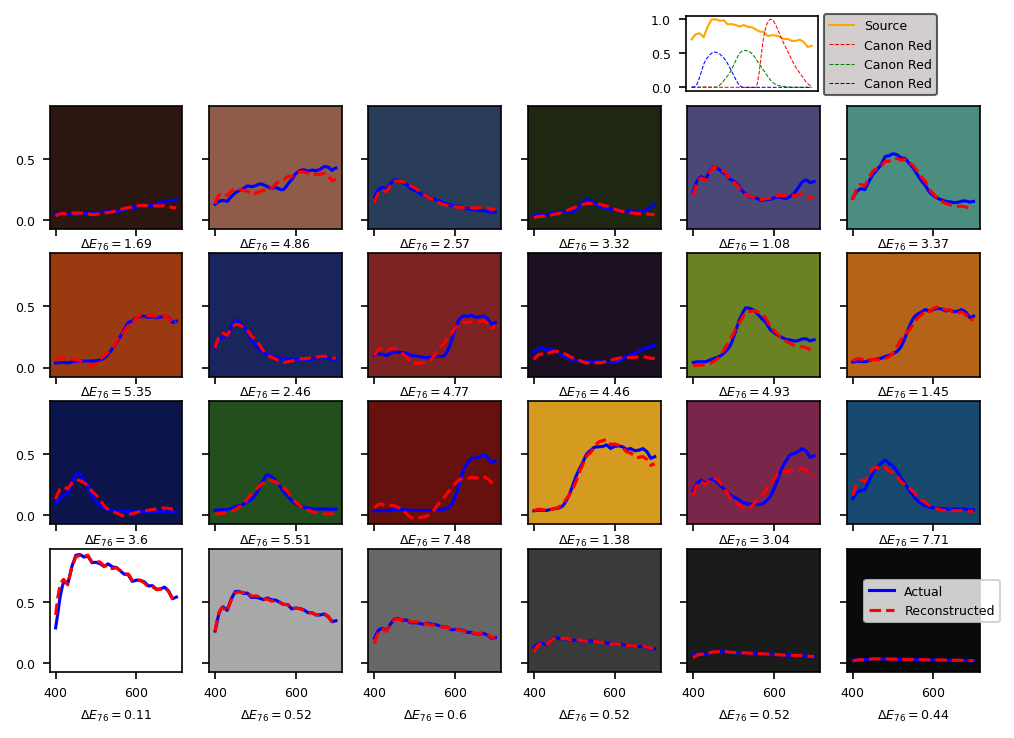 1.0
0.5
0.0
Source
Canon Red
Canon Red
Canon Red
0.5
0.0
ΔE76 = 1.69
ΔE76 = 4.86
ΔE76 = 2.57
ΔE76 = 3.32
ΔE76 = 1.08
ΔE76 = 3.37
0.5
0.0
ΔE76 = 5.35
ΔE76 = 2.46
ΔE76 = 4.77
ΔE76 = 4.46
ΔE76 = 4.93
ΔE76 = 1.45
0.5
0.0
ΔE76 = 3.6
ΔE76 = 5.51
ΔE76 = 7.48
ΔE76 = 1.38
ΔE76 = 3.04
ΔE76 = 7.71
0.5
0.0
Actual
Reconstructed
400 600
400 600
400 600
400 600
400 600
400 600
ΔE76 = 0.11
ΔE76 = 0.52
ΔE76 = 0.6
ΔE76 = 0.52
ΔE76 = 0.52
ΔE76 = 0.44